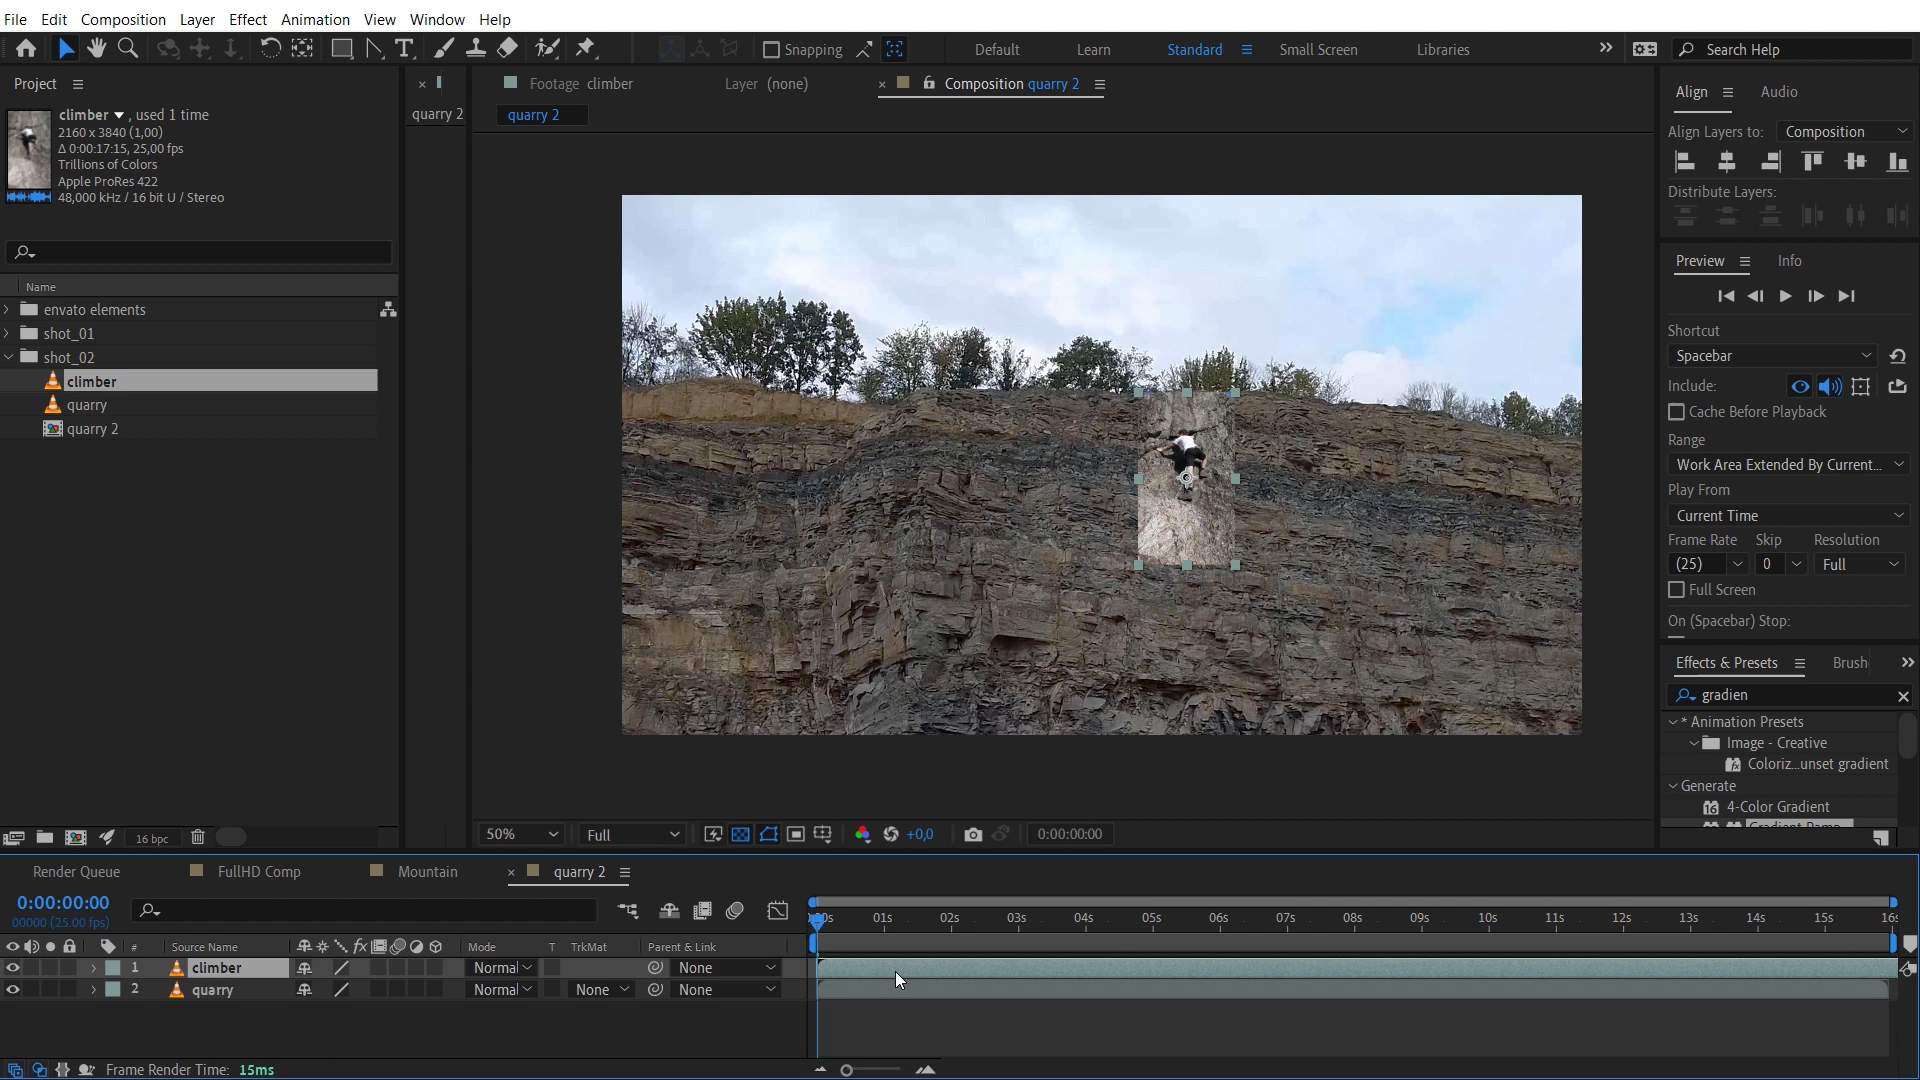 File Edit Composition Layer Effect Animation View Window Help
Snapping
Default Learn Standard Small Screen Libraries Search Help
Project
climber , used 1 time
2160 x 3840 (1,00)
Δ 0:00:17:15, 25,00 fps
Trillions of Colors
Apple ProRes 422
48,000 kHz / 16 bit U / Stereo
Name
envato elements
shot_01
shot_02
climber
quarry
quarry 2
16 bpc
quarry 2
Footage climber Layer (none) Composition quarry 2
quarry 2
50% Full +0,0 0:00:00:00
Align Audio
Align Layers to: Composition
Distribute Layers:
Preview Info
Shortcut
Spacebar
Include:
Cache Before Playback
Range
Work Area Extended By Current...
Play From
Current Time
Frame Rate Skip Resolution
(25) 0 Full
Full Screen
On (Spacebar) Stop:
Effects & Presets Brush
gradien
* Animation Presets
Image - Creative
Coloriz...unset gradient
Generate
16 4-Color Gradient
Gradient Ramp
Render Queue FullHD Comp Mountain quarry 2
0:00:00:00
00000 (25.00 fps)
00s 01s 02s 03s 04s 05s 06s 07s 08s 09s 10s 11s 12s 13s 14s 15s 16s
# Source Name fx Mode T TrkMat Parent & Link
1 climber Normal None
2 quarry Normal None None
Frame Render Time: 15ms